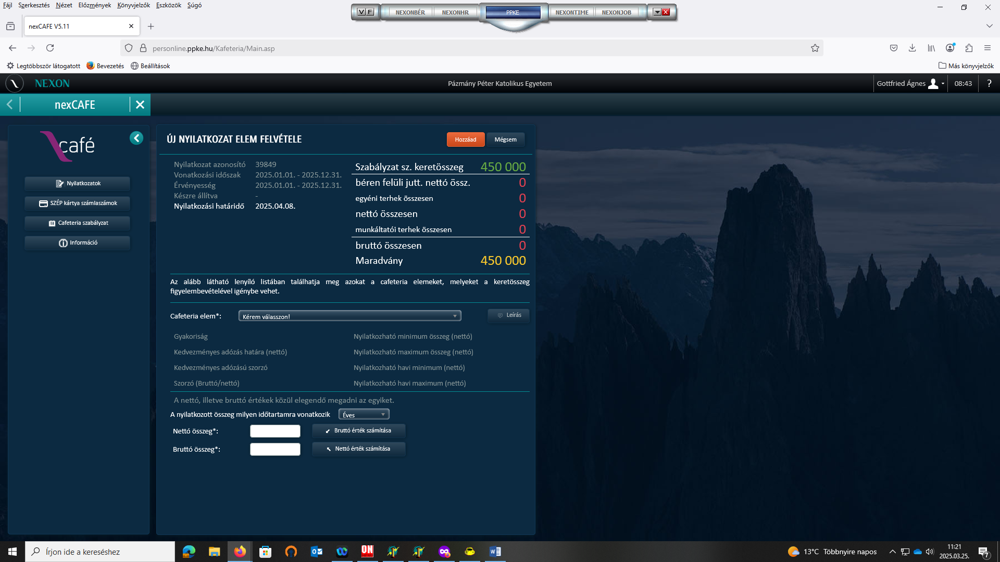 Fájl Szerkesztés Nézet Előzmények Könyvjelzők Eszközök Súgó
V F NEXONBÉR NEXONHR PPKE NEXONTIME NEXONJOB
nexCAFE V5.11
personline.ppke.hu/Kafeteria/Main.asp
Legtöbbször látogatott Bevezetés Beállítások Más könyvjelzők
NEXON Pázmány Péter Katolikus Egyetem Gottfried Ágnes 08:43 ?
nexCAFE
café
Nyilatkozatok
SZÉP kártya számlaszámok
Cafeteria szabályzat
Információ
ÚJ NYILATKOZAT ELEM FELVÉTELE Hozzáad Mégsem
Nyilatkozat azonosító 39849
Vonatkozási időszak 2025.01.01. - 2025.12.31.
Érvényesség 2025.01.01. - 2025.12.31.
Készre állítva -
Nyilatkozási határidő 2025.04.08.
Szabályzat sz. keretösszeg 450 000
béren felüli jutt. nettó össz. 0
egyéni terhek összesen 0
nettó összesen 0
munkáltatói terhek összesen 0
bruttó összesen 0
Maradvány 450 000
Az alább látható lenyíló listában találhatja meg azokat a cafeteria elemeket, melyeket a keretösszeg
figyelembevételével igénybe vehet.
Cafeteria elem*: Kérem válasszon! Leírás
Gyakoriság Nyilatkozható minimum összeg (nettó)
Kedvezményes adózás határa (nettó) Nyilatkozható maximum összeg (nettó)
Kedvezményes adózású szorzó Nyilatkozható havi minimum (nettó)
Szorzó (Bruttó/nettó) Nyilatkozható havi maximum (nettó)
A nettó, illetve bruttó értékek közül elegendő megadni az egyiket.
A nyilatkozott összeg milyen időtartamra vonatkozik Éves
Nettó összeg*: Bruttó érték számítása
Bruttó összeg*: Nettó érték számítása
Írjon ide a kereséshez
ON
13°C Többnyire napos
11:21
2025.03.25.
7